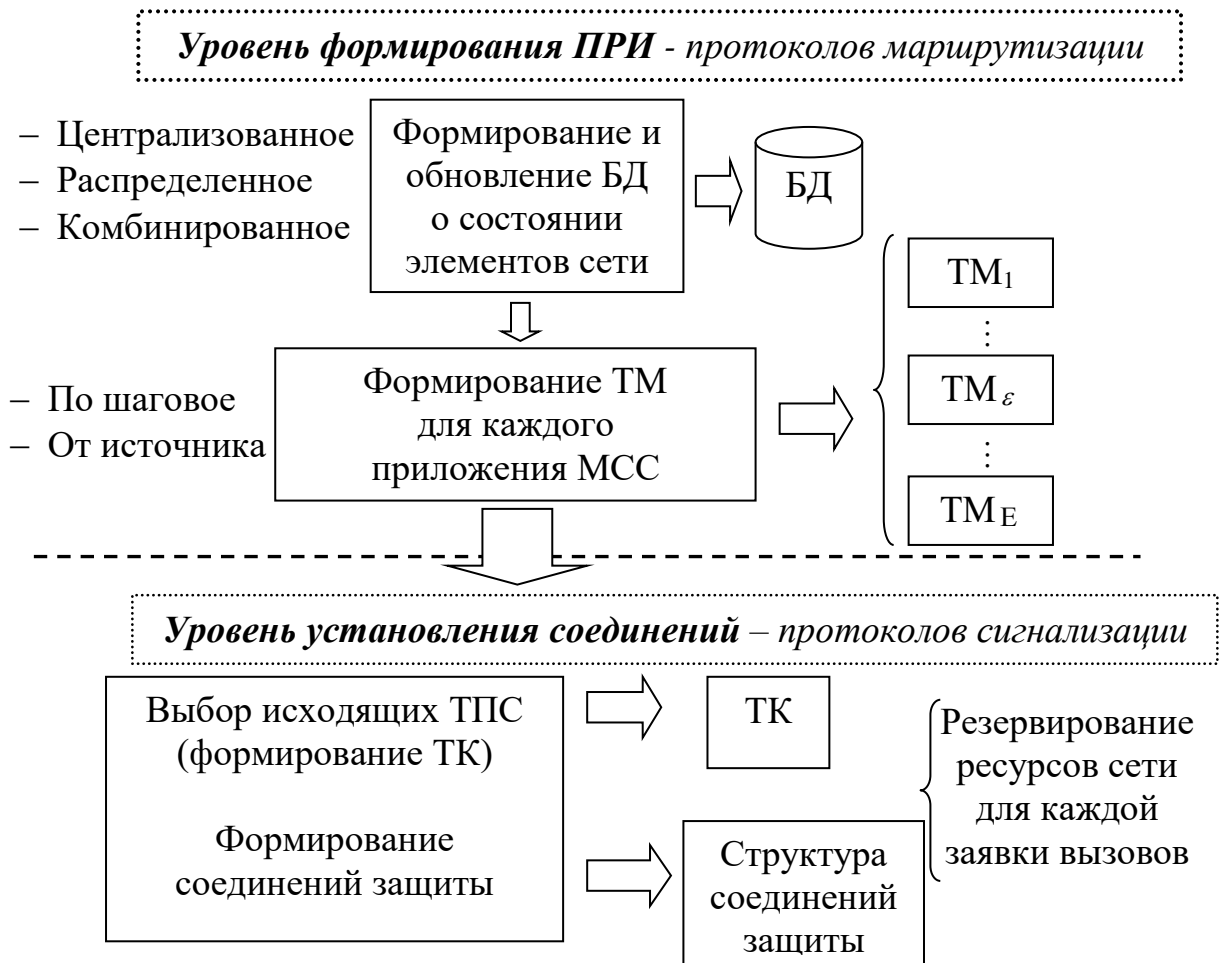 Уровень формирования ПРИ - протоколов маршрутизации
– Централизованное
– Распределенное
– Комбинированное
Формирование и
обновление БД
о состоянии
элементов сети
БД
ТМ1
⋮
ТМ ε
⋮
ТМ Е
– По шаговое
– От источника
Формирование ТМ
для каждого
приложения МСС
Уровень установления соединений – протоколов сигнализации
Выбор исходящих ТПС
(формирование ТК)
Формирование
соединений защиты
ТК
Структура
соединений
защиты
Резервирование
ресурсов сети
для каждой
заявки вызовов